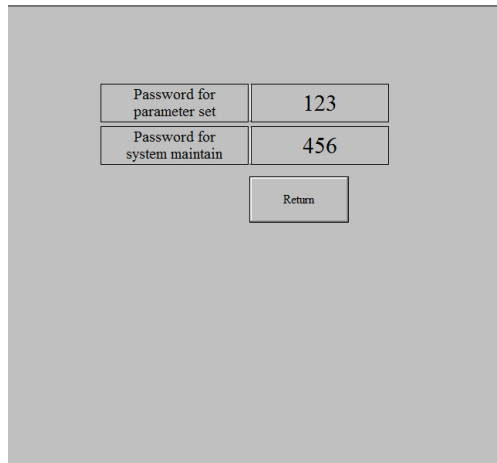 Password for
parameter set
123
Password for
system maintain
456
Return